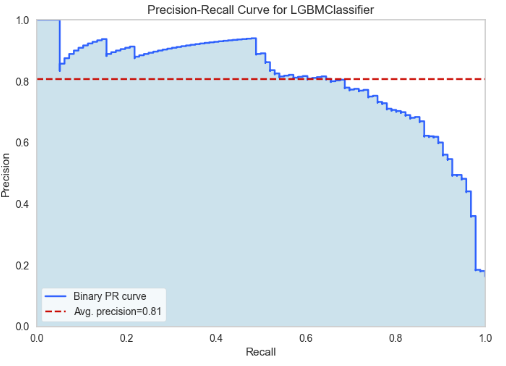 Precision-Recall Curve for LGBMClassifier
1.0
0.8
0.6
0.4
0.2
0.0
Precision
Binary PR curve
Avg. precision=0.81
0.0 0.2 0.4 0.6 0.8 1.0
Recall